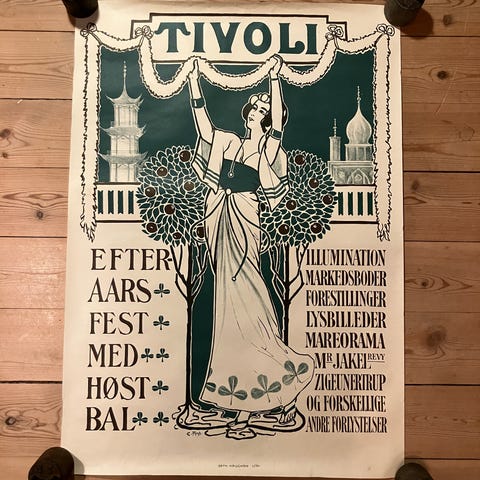 TIVOLI
EFTER
AARS
FEST
MED
HØST
BAL
ILLUMINATION
MARKEDSBODER
FORESTILLINGER
LYSBILLEDER
MAREORAMA
MR JAKEL REVY
ZIGEUNERTRUP
OG FORSKELLIGE
ANDRE FORLYSTELSER